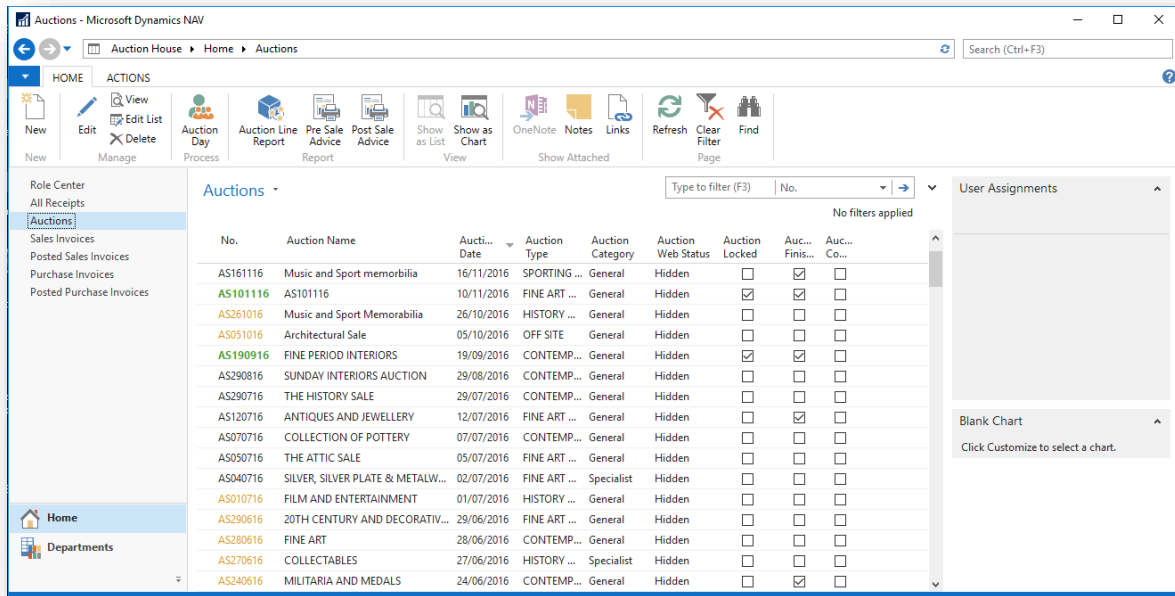 Auctions - Microsoft Dynamics NAV
Auction House Home Auctions
Search (Ctrl+F3)
HOME ACTIONS
New
Edit
View
Edit List
Delete
Auction Day
Auction Line Report
Pre Sale Advice
Post Sale Advice
Show as List
Show as Chart
OneNote
Notes
Links
Refresh
Clear Filter
Find
New Manage Process Report View Show Attached Page
Role Center
All Receipts
Auctions
Sales Invoices
Posted Sales Invoices
Purchase Invoices
Posted Purchase Invoices
Home
Departments
Auctions
Type to filter (F3) No.
No filters applied
No. Auction Name Aucti... Date Auction Type Auction Category Auction Web Status Auction Locked Auc... Finis... Auc... Co...
AS161116 Music and Sport memorbilia 16/11/2016 SPORTING ... General Hidden
AS101116 AS101116 10/11/2016 FINE ART ... General Hidden
AS261016 Music and Sport Memorabilia 26/10/2016 HISTORY ... General Hidden
AS051016 Architectural Sale 05/10/2016 OFF SITE General Hidden
AS190916 FINE PERIOD INTERIORS 19/09/2016 CONTEMP... General Hidden
AS290816 SUNDAY INTERIORS AUCTION 29/08/2016 CONTEMP... General Hidden
AS290716 THE HISTORY SALE 29/07/2016 CONTEMP... General Hidden
AS120716 ANTIQUES AND JEWELLERY 12/07/2016 FINE ART ... General Hidden
AS070716 COLLECTION OF POTTERY 07/07/2016 CONTEMP... General Hidden
AS050716 THE ATTIC SALE 05/07/2016 FINE ART ... General Hidden
AS040716 SILVER, SILVER PLATE & METALW... 02/07/2016 FINE ART ... Specialist Hidden
AS010716 FILM AND ENTERTAINMENT 01/07/2016 HISTORY ... General Hidden
AS290616 20TH CENTURY AND DECORATIV... 29/06/2016 FINE ART ... General Hidden
AS280616 FINE ART 28/06/2016 CONTEMP... General Hidden
AS270616 COLLECTABLES 27/06/2016 HISTORY ... Specialist Hidden
AS240616 MILITARIA AND MEDALS 24/06/2016 CONTEMP... General Hidden
User Assignments
Blank Chart
Click Customize to select a chart.